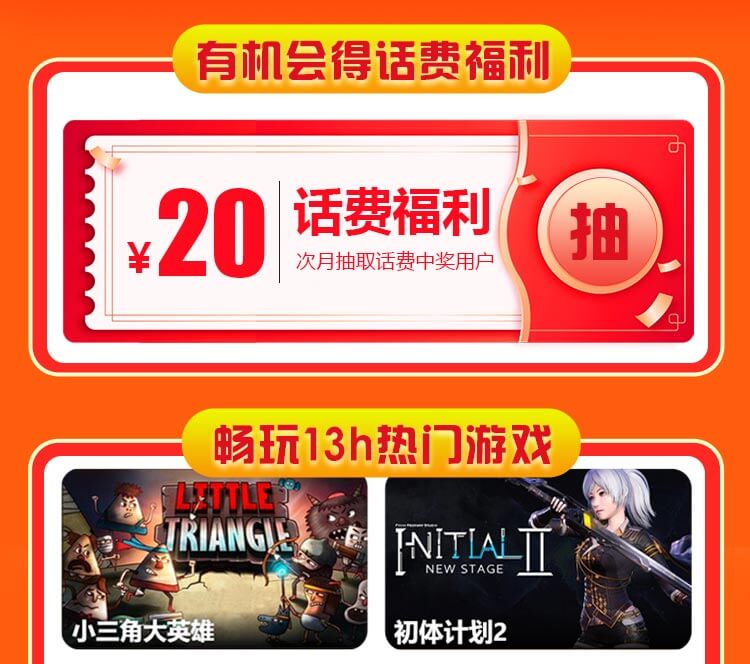 有机会得话费福利
¥20
话费福利
次月抽取话费中奖用户
抽
畅玩13h热门游戏
LITTLE
TRIANGLE
小三角大英雄
INITIAL II
NEW STAGE
初体计划2